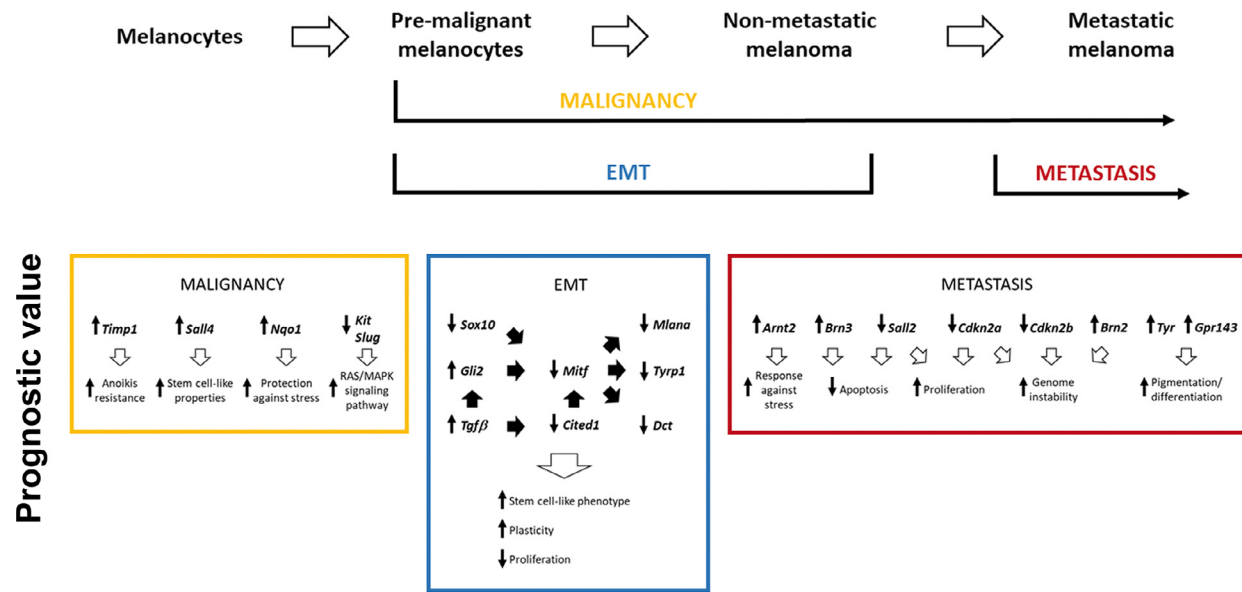 Melanocytes
Pre-malignant
melanocytes
Non-metastatic
melanoma
Metastatic
melanoma
MALIGNANCY
EMT
METASTASIS
Prognostic value
MALIGNANCY
Timp1
Sall4
Nqo1
Kit
Slug
Anoikis
resistance
Stem cell-like
properties
Protection
against stress
RAS/MAPK
signaling
pathway
EMT
Sox10
Mlana
Gli2
Mitf
Tyrp1
Tgfβ
Cited1
Dct
Stem cell-like phenotype
Plasticity
Proliferation
METASTASIS
Arnt2
Brn3
Sall2
Cdkn2a
Cdkn2b
Brn2
Tyr
Gpr143
Response
against
stress
Apoptosis
Proliferation
Genome
instability
Pigmentation/
differentiation